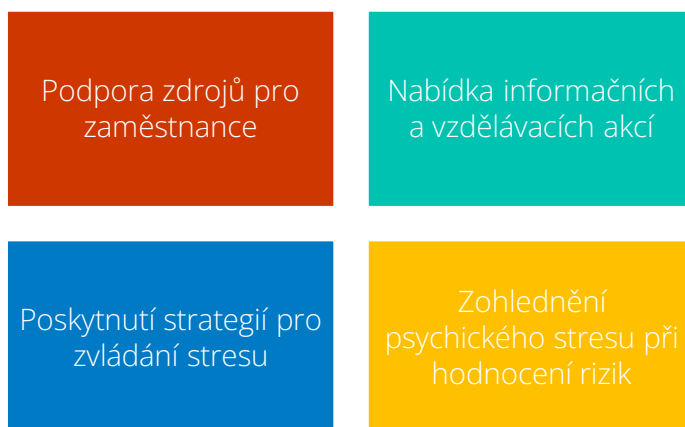 Podpora zdrojů pro
zaměstnance
Nabídka informačních
a vzdělávacích akcí
Poskytnutí strategií pro
zvládání stresu
Zohlednění
psychického stresu při
hodnocení rizik